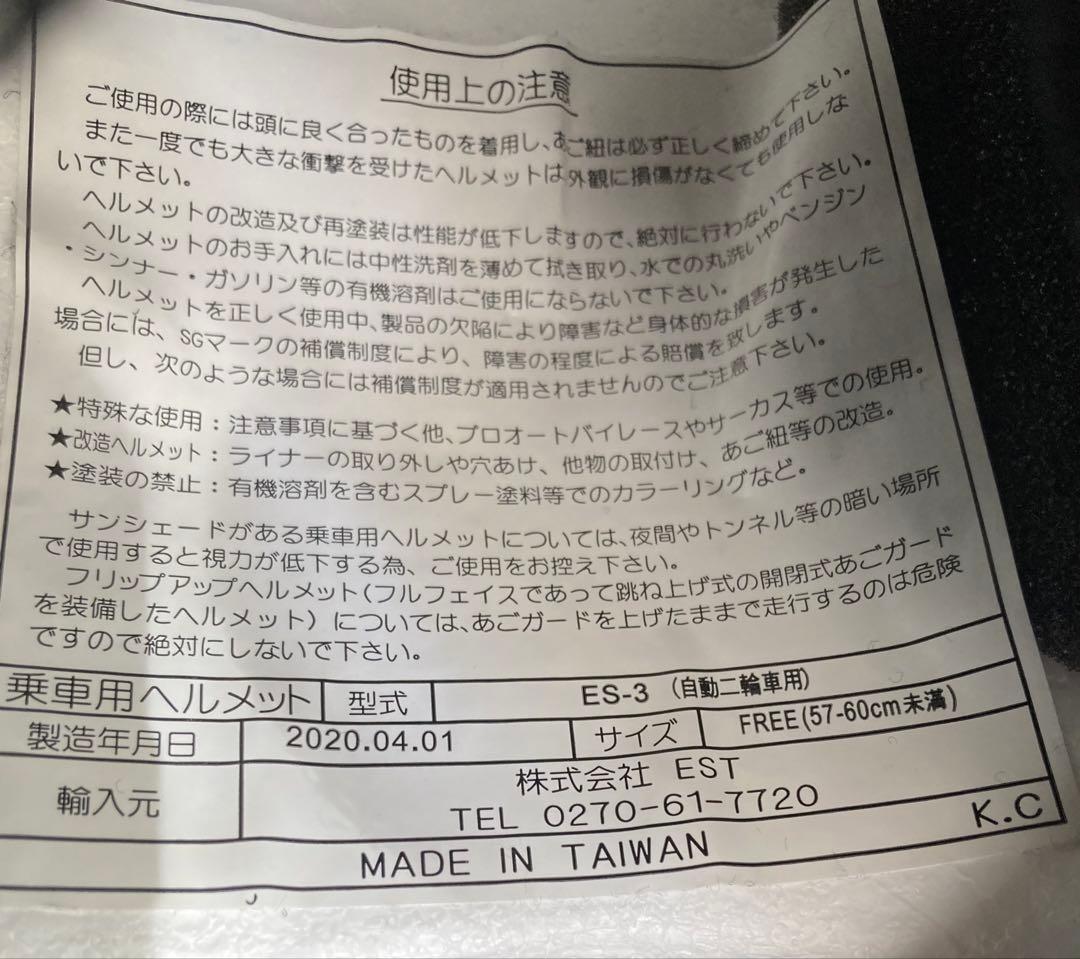 使用上の注意
ご使用の際には頭に良く合ったものを着用し、あご紐は必ず正しく締めて下さい。
また一度でも大きな衝撃を受けたヘルメットは外観に損傷がなくても使用しな
いで下さい。
ヘルメットの改造及び再塗装は性能が低下しますので、絶対に行わないで下さい。
ヘルメットのお手入れには中性洗剤を薄めて拭き取り、水での丸洗いやベンジン
・シンナー・ガソリン等の有機溶剤はご使用にならないで下さい。
ヘルメットを正しく使用中、製品の欠陥により障害など身体的な損害が発生した
場合には、SGマークの補償制度により、障害の程度による賠償を致します。
但し、次のような場合には補償制度が適用されませんのでご注意下さい。
★特殊な使用：注意事項に基づく他、プロオートバイレースやサーカス等での使用。
★改造ヘルメット：ライナーの取り外しや穴あけ、他物の取付け、あご紐等の改造。
★塗装の禁止：有機溶剤を含むスプレー塗料等でのカラーリングなど。
サンシェードがある乗車用ヘルメットについては、夜間やトンネル等の暗い場所
で使用すると視力が低下する為、ご使用をお控え下さい。
フリップアップヘルメット(フルフェイスであって跳ね上げ式の開閉式あごガード
を装備したヘルメット）については、あごガードを上げたままで走行するのは危険
ですので絶対にしないで下さい。
乗車用ヘルメット 型式 ES-3 （自動二輪車用）
製造年月日 2020.04.01 サイズ FREE(57-60cm未満)
輸入元 株式会社 EST
TEL 0270-61-7720
MADE IN TAIWAN K.C